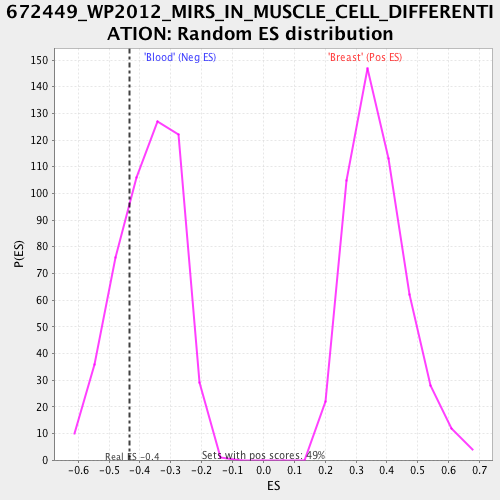 672449_WP2012_MIRS_IN_MUSCLE_CELL_DIFFERENTI
ATION: Random ES distribution
'Blood' (Neg ES)
'Breast' (Pos ES)
150
140
130
120
110
100
90
80
70
60
50
40
30
20
10
0
P(ES)
Real ES -0.4
Sets with pos scores: 49%
-0.6 -0.5 -0.4 -0.3 -0.2 -0.1 0.0 0.1 0.2 0.3 0.4 0.5 0.6 0.7
ES